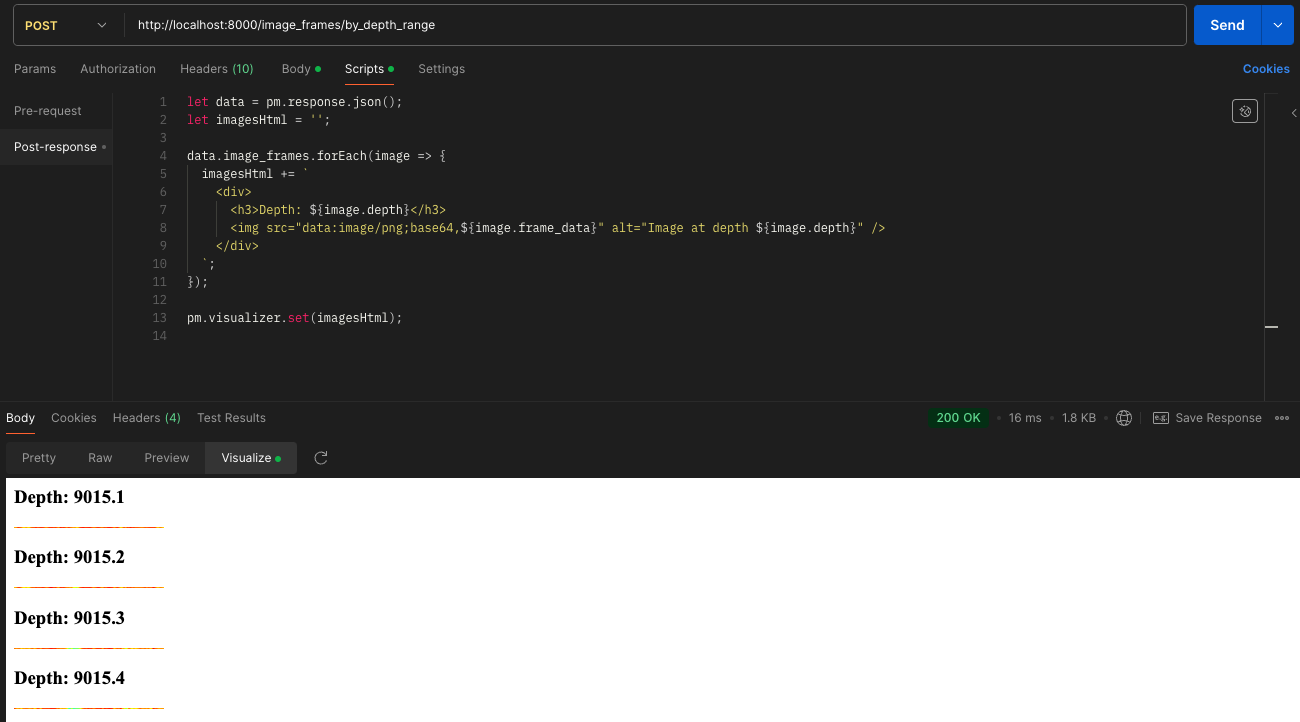 POST http://localhost:8000/image_frames/by_depth_range Send
Params Authorization Headers (10) Body Scripts Settings Cookies
Pre-request
Post-response
1 let data = pm.response.json();
2 let imagesHtml = '';
3
4 data.image_frames.forEach(image => {
5 imagesHtml += `
6 <div>
7 <h3>Depth: ${image.depth}</h3>
8 <img src="data:image/png;base64,${image.frame_data}" alt="Image at depth ${image.depth}" />
9 </div>
10 `;
11 });
12
13 pm.visualizer.set(imagesHtml);
14
Body Cookies Headers (4) Test Results 200 OK 16 ms 1.8 KB e.g. Save Response
Pretty Raw Preview Visualize
Depth: 9015.1
Depth: 9015.2
Depth: 9015.3
Depth: 9015.4